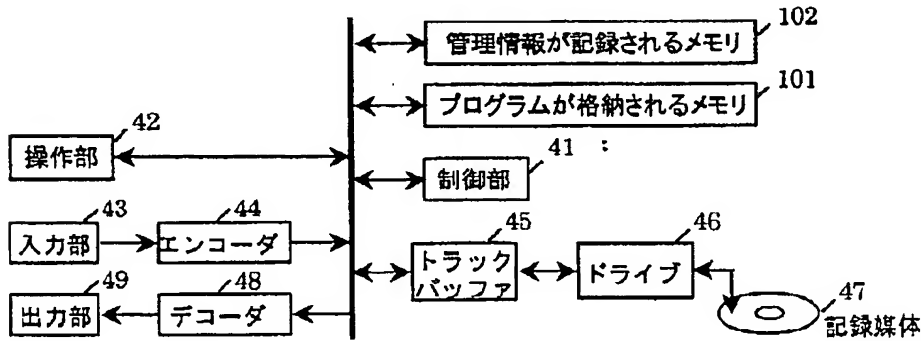 102
管理情報が記録されるメモリ
101
プログラムが格納されるメモリ
42
操作部
41 :
制御部
43
入力部
44
エンコーダ
45
トラック
バッファ
46
ドライブ
47
記録媒体
49
出力部
48
デコーダ